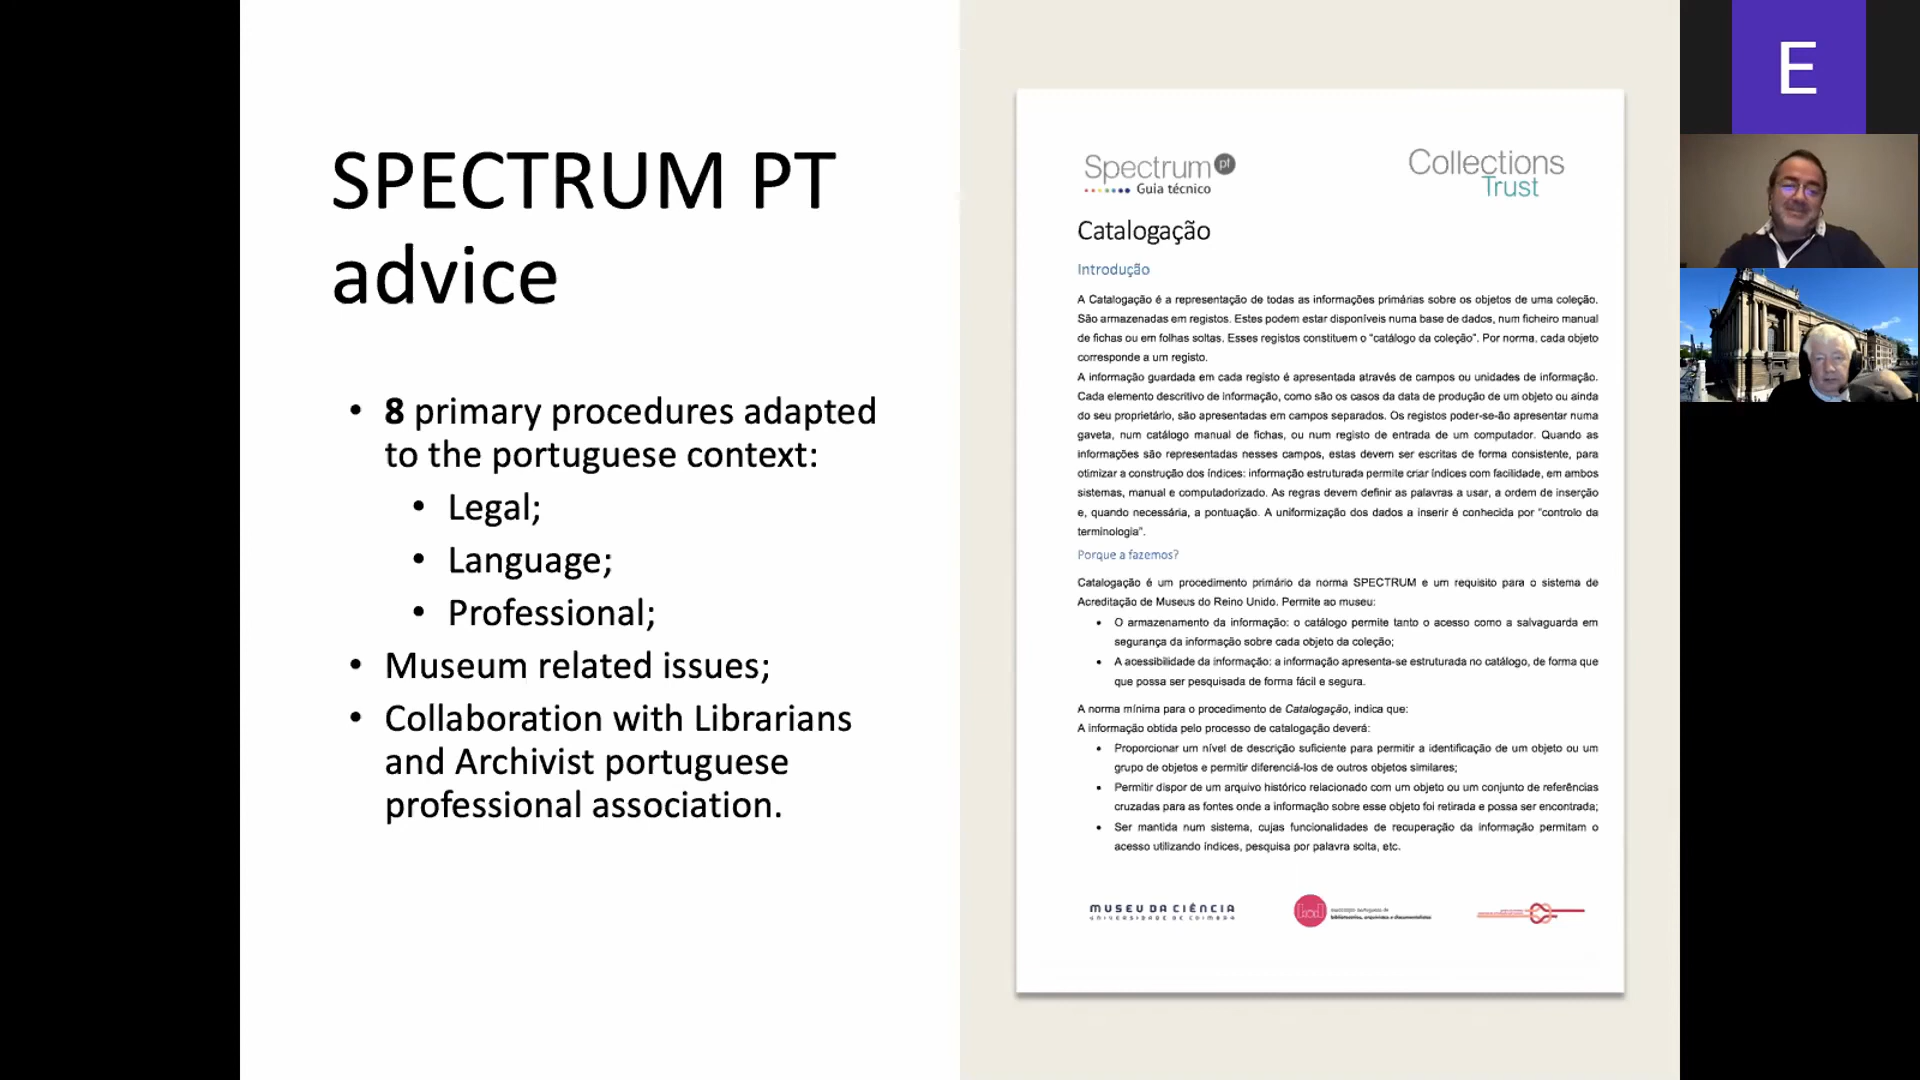 SPECTRUM PT
advice
• 8 primary procedures adapted
to the portuguese context:
• Legal;
• Language;
• Professional;
• Museum related issues;
• Collaboration with Librarians
and Archivist portuguese
professional association.
Spectrum pt
Guia técnico
Collections
Trust
Catalogação
Introdução
A Catalogação é a representação de todas as informações primárias sobre os objetos de uma coleção.
São armazenadas em registos. Estes podem estar disponíveis numa base de dados, num ficheiro manual
de fichas ou em folhas soltas. Esses registos constituem o "catálogo da coleção". Por norma, cada objeto
corresponde a um registo.
A informação guardada em cada registo é apresentada através de campos ou unidades de informação.
Cada elemento descritivo de informação, como são os casos da data de produção de um objeto ou ainda
do seu proprietário, são apresentadas em campos separados. Os registos poder-se-ão apresentar numa
gaveta, num catálogo manual de fichas, ou num registo de entrada de um computador. Quando as
informações são representadas nesses campos, estas devem ser escritas de forma consistente, para
otimizar a construção dos índices: informação estruturada permite criar índices com facilidade, em ambos
sistemas, manual e computadorizado. As regras devem definir as palavras a usar, a ordem de inserção
e, quando necessária, a pontuação. A uniformização dos dados a inserir é conhecida por "controlo da
terminologia".
Porque a fazemos?
Catalogação é um procedimento primário da norma SPECTRUM e um requisito para o sistema de
Acreditação de Museus do Reino Unido. Permite ao museu:
• O armazenamento da informação: o catálogo permite tanto o acesso como a salvaguarda em
segurança da informação sobre cada objeto da coleção;
• A acessibilidade da informação: a informação apresenta-se estruturada no catálogo, de forma que
que possa ser pesquisada de forma fácil e segura.
A norma mínima para o procedimento de Catalogação, indica que:
A informação obtida pelo processo de catalogação deverá:
• Proporcionar um nível de descrição suficiente para permitir a identificação de um objeto ou um
grupo de objetos e permitir diferenciá-los de outros objetos similares;
• Permitir dispor de um arquivo histórico relacionado com um objeto ou um conjunto de referências
cruzadas para as fontes onde a informação sobre esse objeto foi retirada e possa ser encontrada;
• Ser mantida num sistema, cujas funcionalidades de recuperação da informação permitam o
acesso utilizando índices, pesquisa por palavra solta, etc.
MUSEU DA CIÊNCIA
UNIVERSIDADE DE COIMBRA
bad
associação portuguesa de
bibliotecários, arquivistas e documentalistas
E